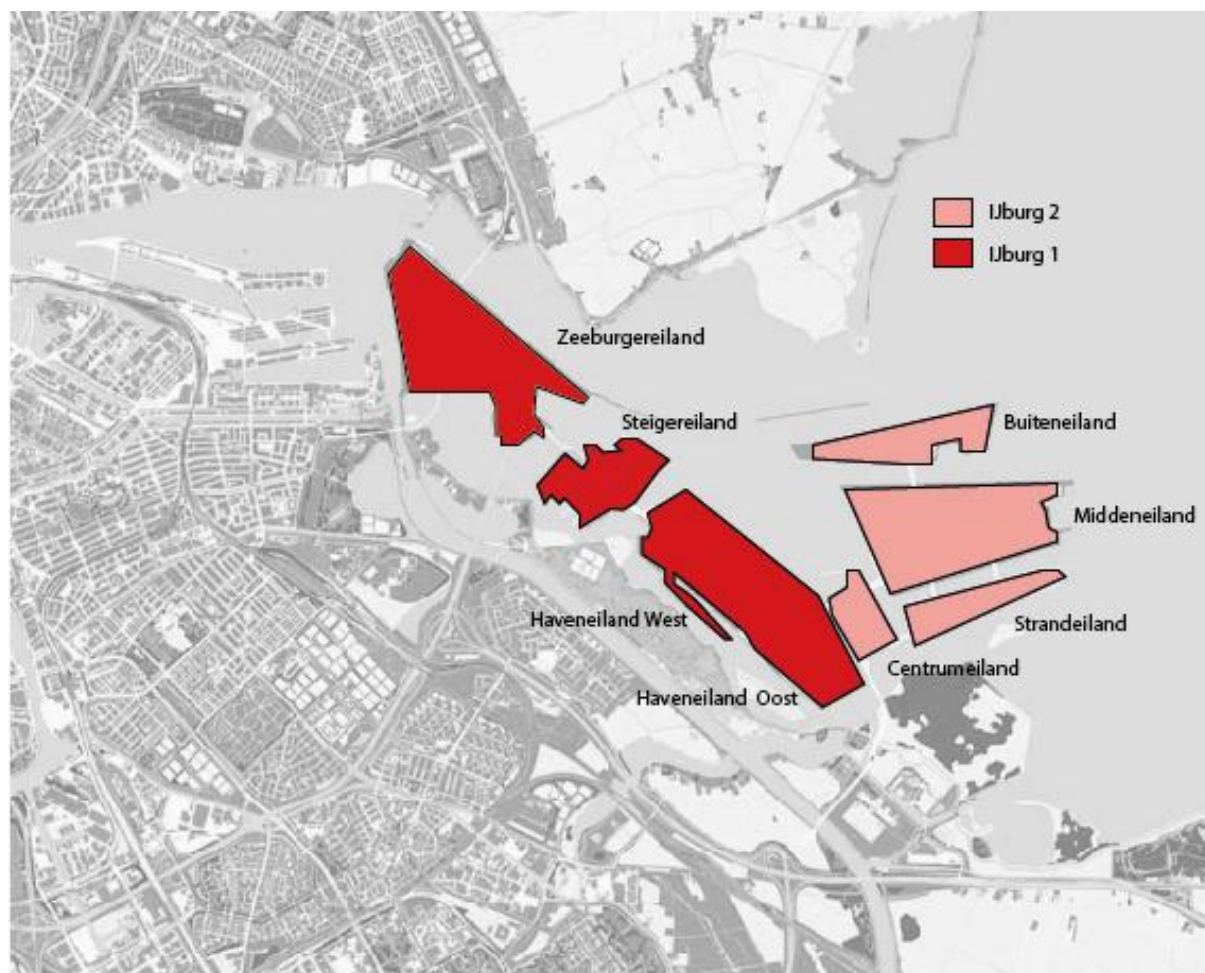 IJburg 2
IJburg 1
Zeeburgereiland
Steigereiland
Buiteneiland
Middeneiland
Haveneiland West
Strandeiland
Centrumeiland
Haveneiland Oost